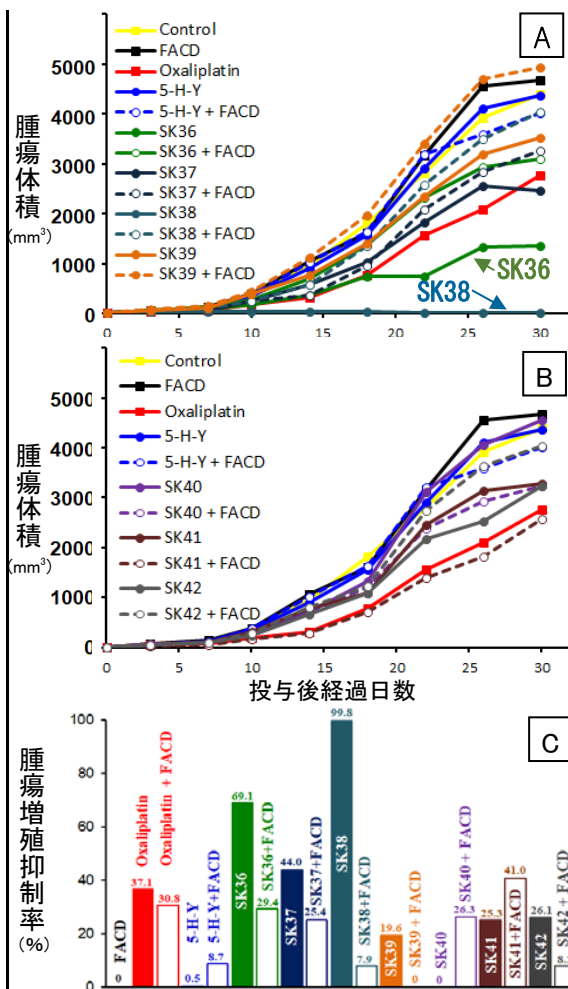 A
Control
FACD
Oxaliplatin
5-H-Y
5-H-Y + FACD
SK36
SK36 + FACD
SK37
SK37 + FACD
SK38
SK38 + FACD
SK39
SK39 + FACD
腫瘍体積
(mm³)
5000
4000
3000
2000
1000
0
0 5 10 15 20 25 30
SK36
SK38
B
Control
FACD
Oxaliplatin
5-H-Y
5-H-Y + FACD
SK40
SK40 + FACD
SK41
SK41 + FACD
SK42
SK42 + FACD
腫瘍体積
(mm³)
5000
4000
3000
2000
1000
0
0 5 10 15 20 25 30
投与後経過日数
C
腫瘍増殖抑制率
(%)
100
80
60
40
20
0
FACD
0
Oxaliplatin
37.1
Oxaliplatin + FACD
30.8
5-H-Y
0.5
5-H-Y+FACD
8.7
SK36
69.1
SK36+FACD
29.4
SK37
44.0
SK37+FACD
25.4
SK38
99.8
SK38+FACD
7.9
SK39
19.6
SK39 + FACD
0
SK40
0
SK40 + FACD
26.3
SK41
25.3
SK41+FACD
41.0
SK42
26.1
SK42 + FACD